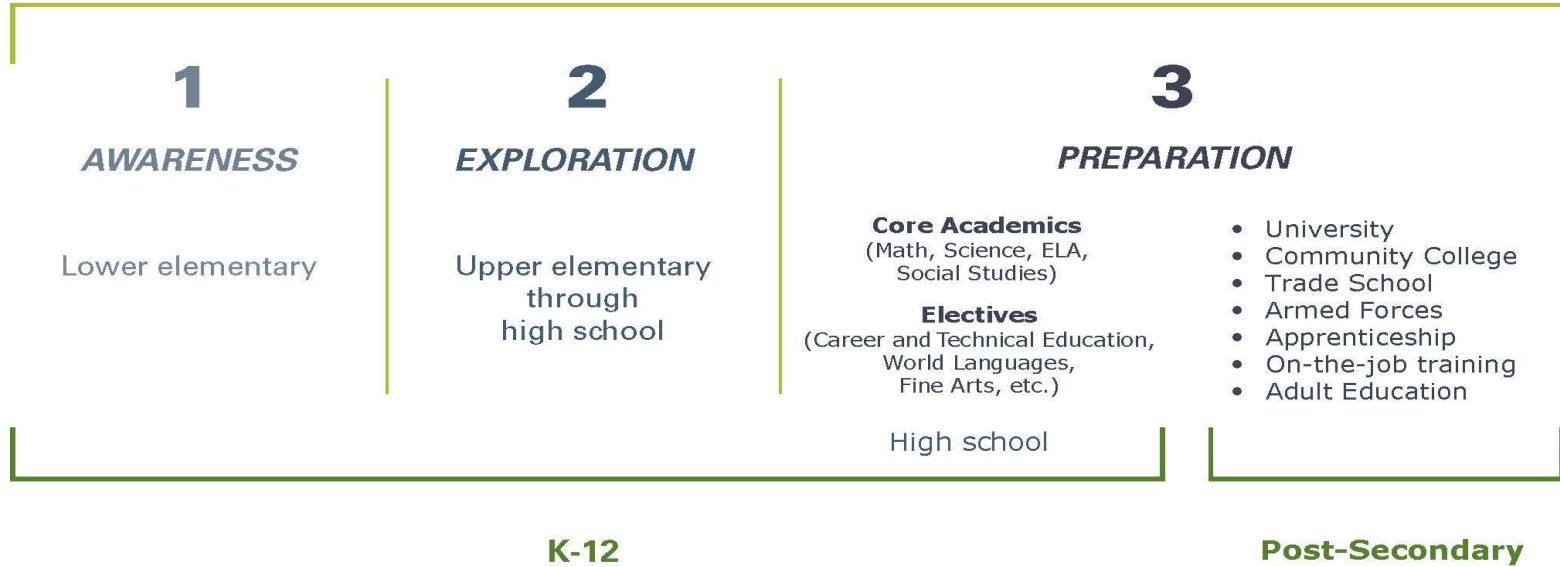 1
AWARENESS
Lower elementary
2
EXPLORATION
Upper elementary
through
high school
3
PREPARATION
Core Academics
(Math, Science, ELA,
Social Studies)
Electives
(Career and Technical Education,
World Languages,
Fine Arts, etc.)
High school
• University
• Community College
• Trade School
• Armed Forces
• Apprenticeship
• On-the-job training
• Adult Education
K-12
Post-Secondary